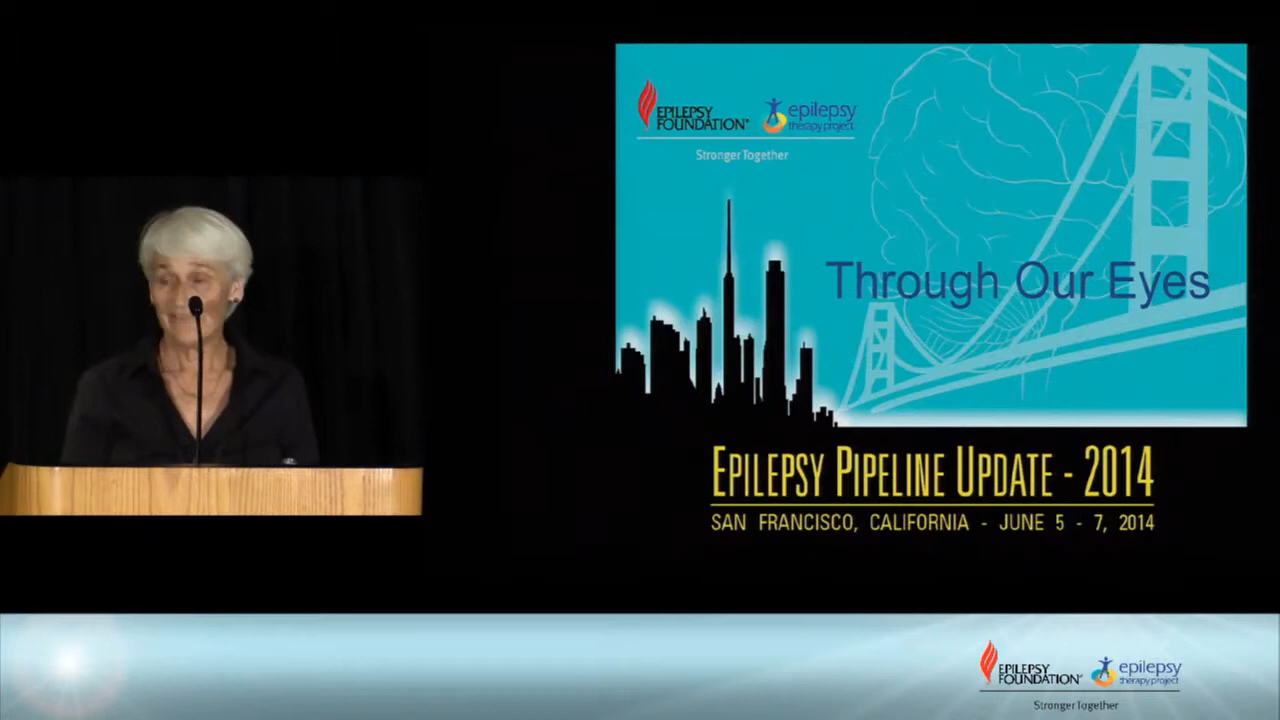 EPILEPSY
FOUNDATION®
epilepsy
therapy project
Stronger Together
Through Our Eyes
EPILEPSY PIPELINE UPDATE - 2014
SAN FRANCISCO, CALIFORNIA - JUNE 5 - 7, 2014
EPILEPSY
FOUNDATION®
epilepsy
therapy project
Stronger Together